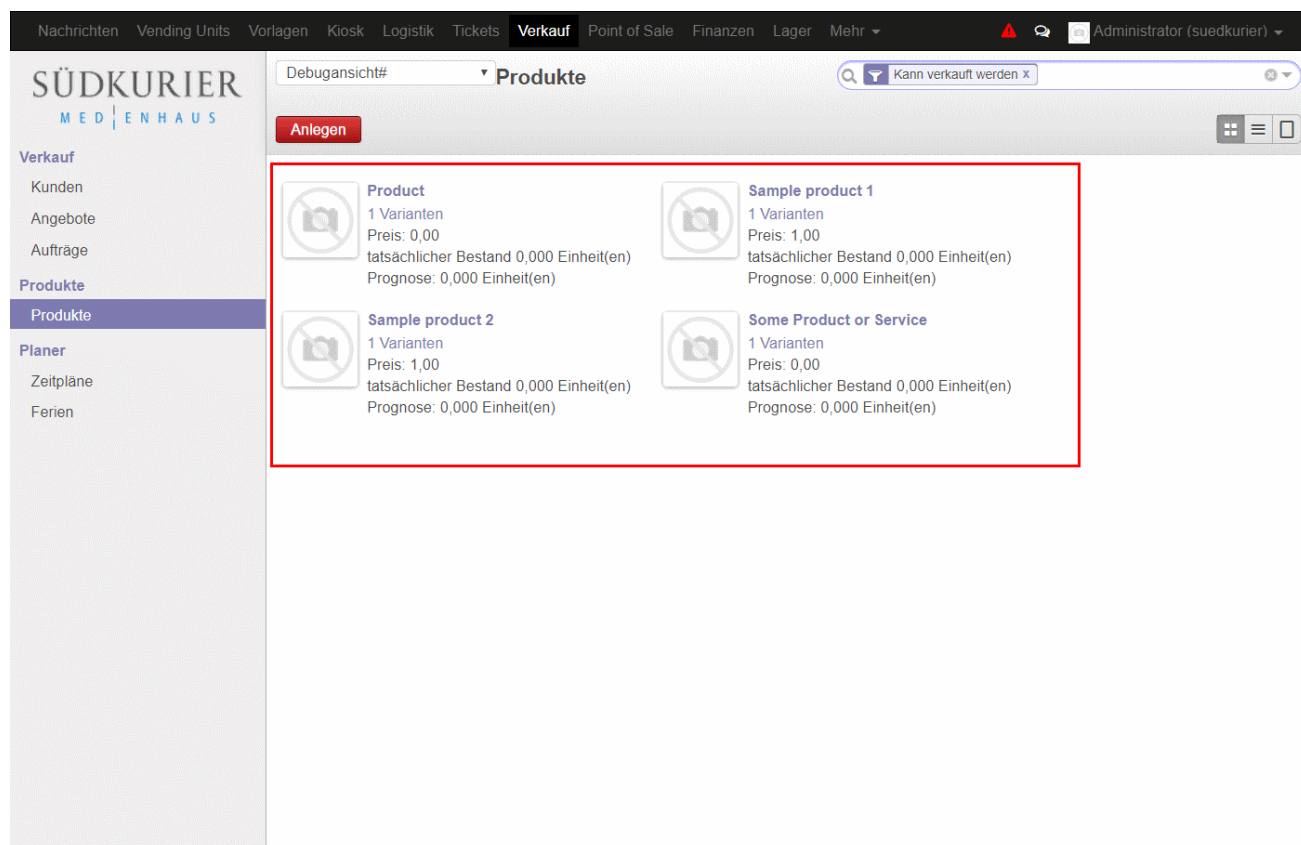 Nachrichten Vending Units Vorlagen Kiosk Logistik Tickets Verkauf Point of Sale Finanzen Lager Mehr Administrator (suedkurier)
SÜDKURIER
MEDIENHAUS
Verkauf
Kunden
Angebote
Aufträge
Produkte
Produkte
Planer
Zeitpläne
Ferien
Debugansicht# Produkte Kann verkauft werden x
Anlegen
Product
1 Varianten
Preis: 0,00
tatsächlicher Bestand 0,000 Einheit(en)
Prognose: 0,000 Einheit(en)
Sample product 1
1 Varianten
Preis: 1,00
tatsächlicher Bestand 0,000 Einheit(en)
Prognose: 0,000 Einheit(en)
Sample product 2
1 Varianten
Preis: 1,00
tatsächlicher Bestand 0,000 Einheit(en)
Prognose: 0,000 Einheit(en)
Some Product or Service
1 Varianten
Preis: 0,00
tatsächlicher Bestand 0,000 Einheit(en)
Prognose: 0,000 Einheit(en)